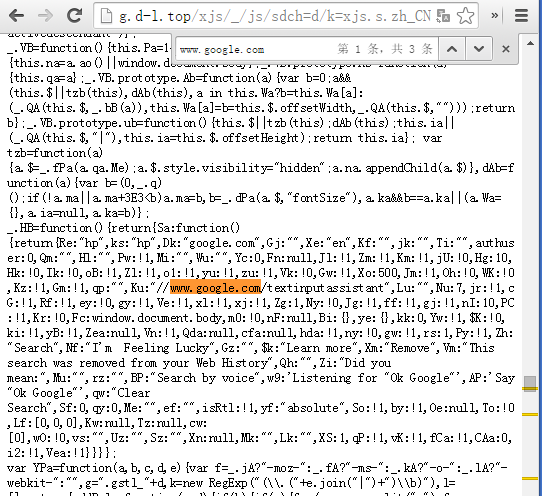 g.d-l.top/xjs/_/js/sdch=d/k=xjs.s.zh_CN
www.google.com 第 1 条，共 3 条
_.VB=function(){this.Pa=1
{this.na=a.ao()||window.document.body};_.VB.prototype.
{this.qa=a};_.VB.prototype.Ab=function(a){var b=0;a&&
(this.$||tzb(this),dAb(this),a in this.Wa?b=this.Wa[a]:
(_.QA(this.$,_.bB(a)),this.Wa[a]=b=this.$.offsetWidth,_.QA(this.$,"")));return
b};_.VB.prototype.ub=function(){this.$||tzb(this);dAb(this);this.ia||
(_.QA(this.$,"|"),this.ia=this.$.offsetHeight);return this.ia}; var
tzb=function(a)
{a.$=_.fPa(a.qa.Me);a.$.style.visibility="hidden";a.na.appendChild(a.$)},dAb=f
unction(a){var b=(0,_.q)
();if(!a.ma||a.ma+3E3<b)a.ma=b,b=_.dPa(a.$,"fontSize"),a.ka&&b==a.ka||(a.Wa=
{},a.ia=null,a.ka=b)};
_.HB=function(){return{Sa:function()
{return{Re:"hp",ks:"hp",Dk:"google.com",Gj:"",Xe:"en",Kf:"",jk:"",Ti:"",authus
er:0,Qm:"",Hl:"",Pw:!1,Mi:"",Wu:"",Yc:0,Fn:null,Jl:!1,Zm:!1,Km:!1,jU:!0,Hg:10,
Hk:!0,Ik:!0,oB:!1,Zl:!1,o1:!1,yu:!1,zu:!1,Vk:!0,Gw:!1,Xo:500,Jm:!1,Oh:!0,WK:!0
,Kz:!1,Gm:!1,qp:"",Ku:"//www.google.com/textinputassistant",Lu:"",Nu:7,jr:!1,c
G:!1,Rf:!1,ey:!0,gy:!1,Ve:!1,xl:!1,xj:!1,Zg:1,Ny:!0,Jg:!1,ff:!1,gj:!1,nI:10,PC
:!1,Kr:!0,Fc:window.document.body,m0:!0,nF:null,Bi:{},ye:{},kk:0,Yw:!1,$K:!0,
ki:!1,yB:!1,Zea:null,Vn:!1,Qda:null,cfa:null,hda:!1,ny:!0,gw:!1,rs:1,Py:!1,Zh:
"Search",Nf:"I'm Feeling Lucky",Gz:"",$k:"Learn more",Xm:"Remove",Vm:"This
search was removed from your Web History",Qh:"",Zi:"Did you
mean:",Mu:"",rz:"",BP:"Search by voice",w9:'Listening for "Ok Google"',AP:'Say
"Ok Google"',qw:"Clear
Search",Sf:0,qy:0,Me:"",ef:"",isRtl:!1,yf:"absolute",So:!1,by:!1,Oe:null,To:!0
,Lf:[0,0,0],Kw:null,Tz:null,cw:
[0],wO:!0,vs:"",Uz:"",Sz:"",Xn:null,Mk:"",Lk:"",XS:1,qP:!1,vK:!1,fCa:!1,CAa:0,
i2:!1,Vea:!1}}}};
var YPa=function(a,b,c,d,e){var f=_.jA?"-moz-":_.fA?"-ms-":_.kA?"-o-":_.lA?"-
webkit-":"",g=".gstl_"+d,k=new RegExp("(\\.("+e.join("|")+")\\b)"),l=